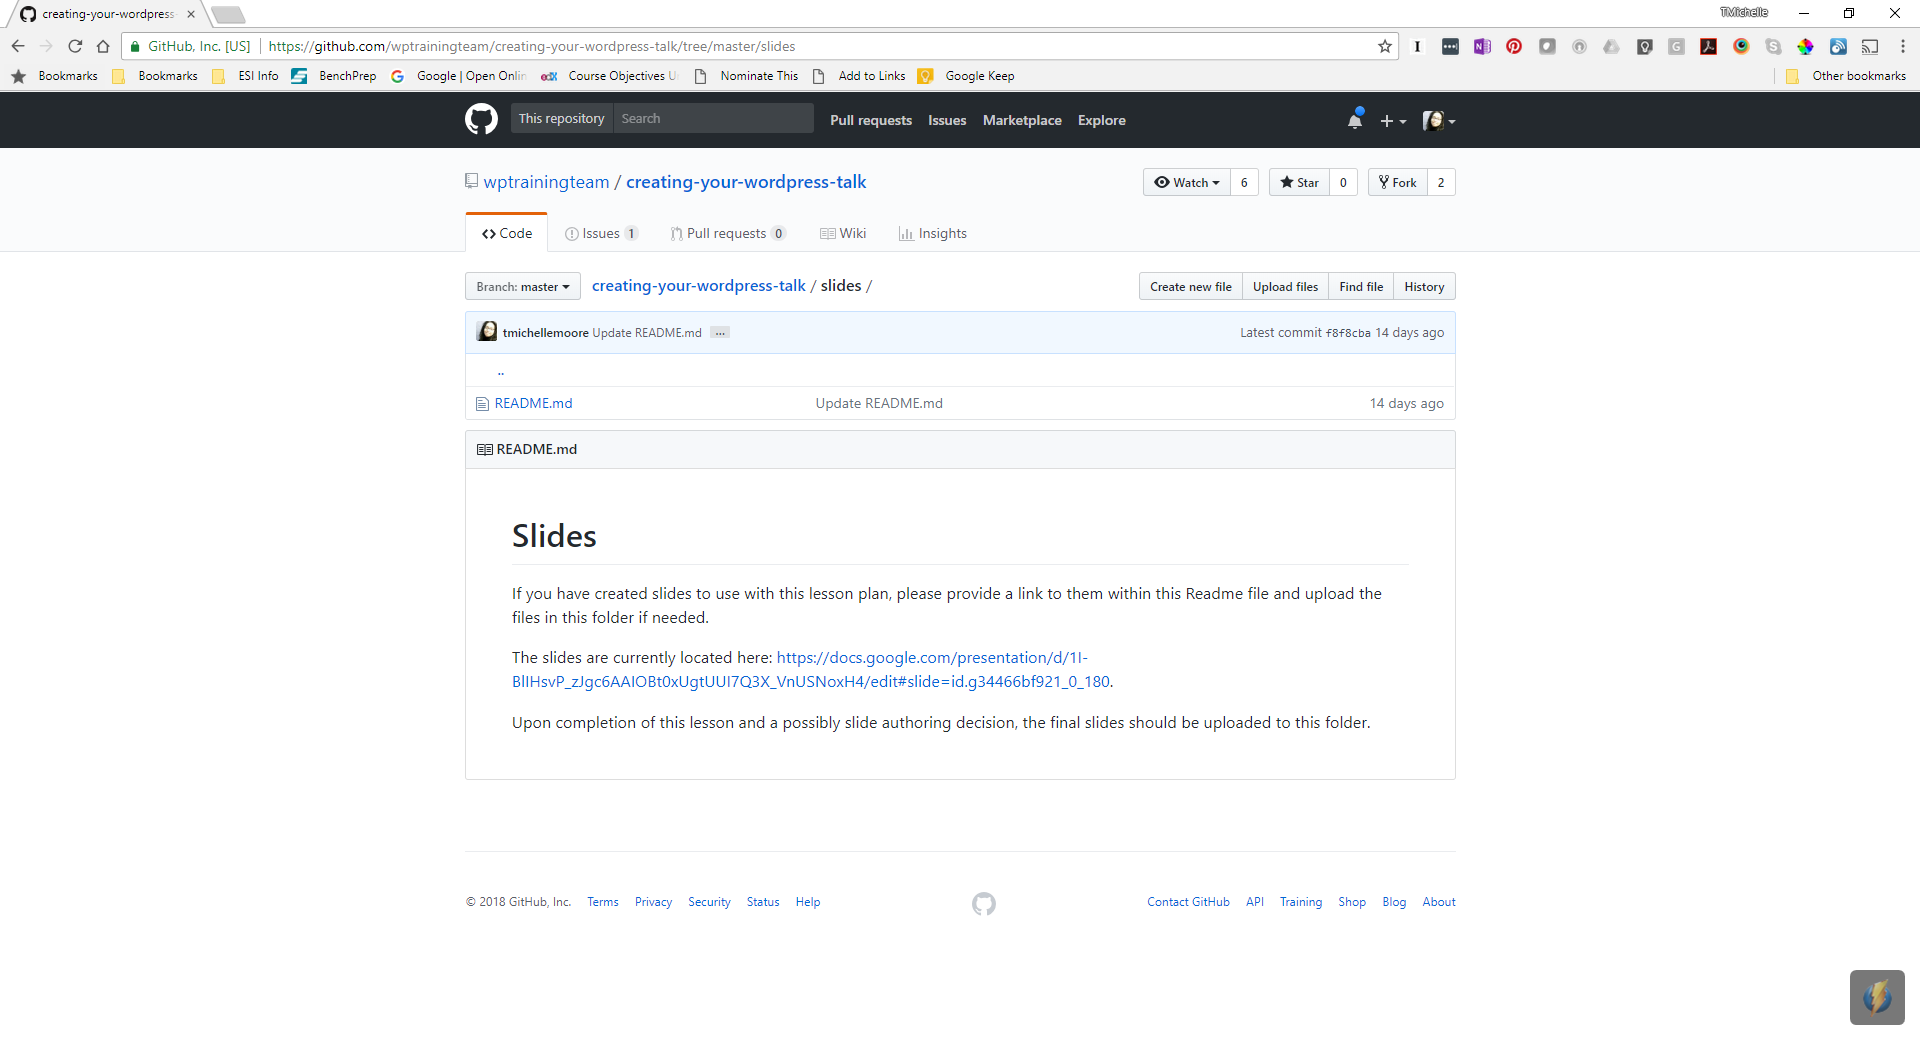 creating-your-wordpress-
TMichelle
GitHub, Inc. [US] https://github.com/wptrainingteam/creating-your-wordpress-talk/tree/master/slides
Bookmarks Bookmarks ESI Info BenchPrep Google | Open Onlin Course Objectives U Nominate This Add to Links Google Keep Other bookmarks
This repository Search Pull requests Issues Marketplace Explore
wptrainingteam / creating-your-wordpress-talk
Watch 6 Star 0 Fork 2
Code Issues 1 Pull requests 0 Wiki Insights
Branch: master creating-your-wordpress-talk / slides / Create new file Upload files Find file History
tmichellemoore Update README.md … Latest commit f8f8cba 14 days ago
..
README.md Update README.md 14 days ago
README.md
Slides
If you have created slides to use with this lesson plan, please provide a link to them within this Readme file and upload the
files in this folder if needed.
The slides are currently located here: https://docs.google.com/presentation/d/1I-
BlIHsvP_zJgc6AAIOBt0xUgtUUI7Q3X_VnUSNoxH4/edit#slide=id.g34466bf921_0_180.
Upon completion of this lesson and a possibly slide authoring decision, the final slides should be uploaded to this folder.
© 2018 GitHub, Inc. Terms Privacy Security Status Help Contact GitHub API Training Shop Blog About